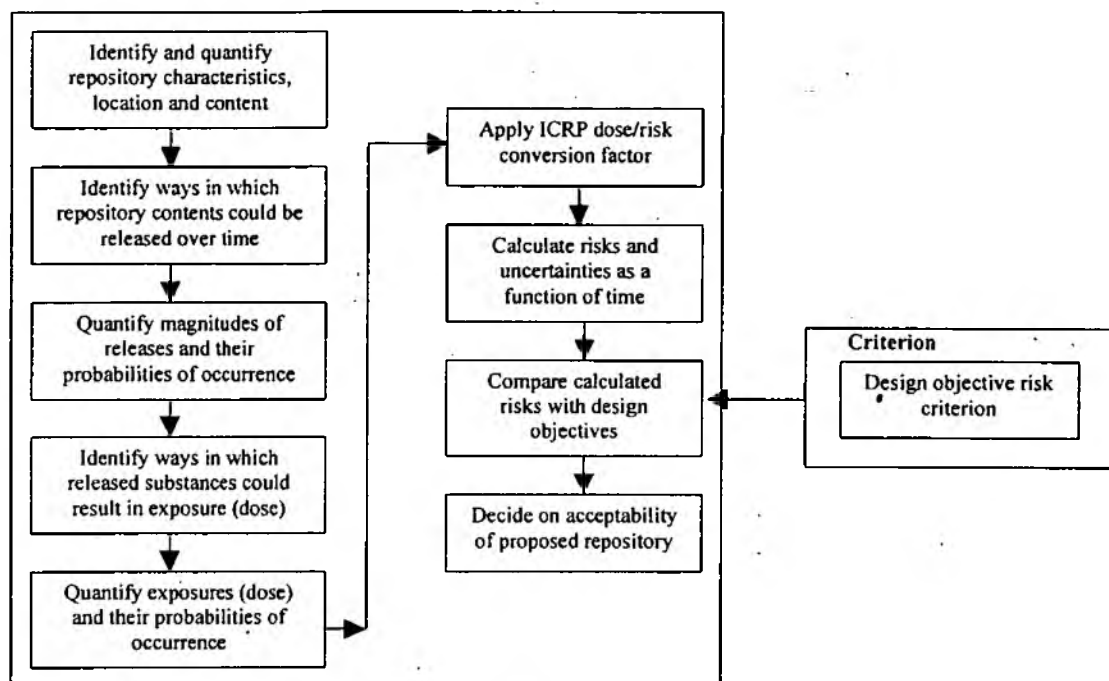 Identify and quantify
repository characteristics,
location and content
Identify ways in which
repository contents could be
released over time
Quantify magnitudes of
releases and their
probabilities of occurrence
Identify ways in which
released substances could
result in exposure (dose)
Quantify exposures (dose)
and their probabilities of
occurrence
Apply ICRP dose/risk
conversion factor
Calculate risks and
uncertainties as a
function of time
Compare calculated
risks with design
objectives
Decide on acceptability
of proposed repository
Criterion
Design objective risk
criterion